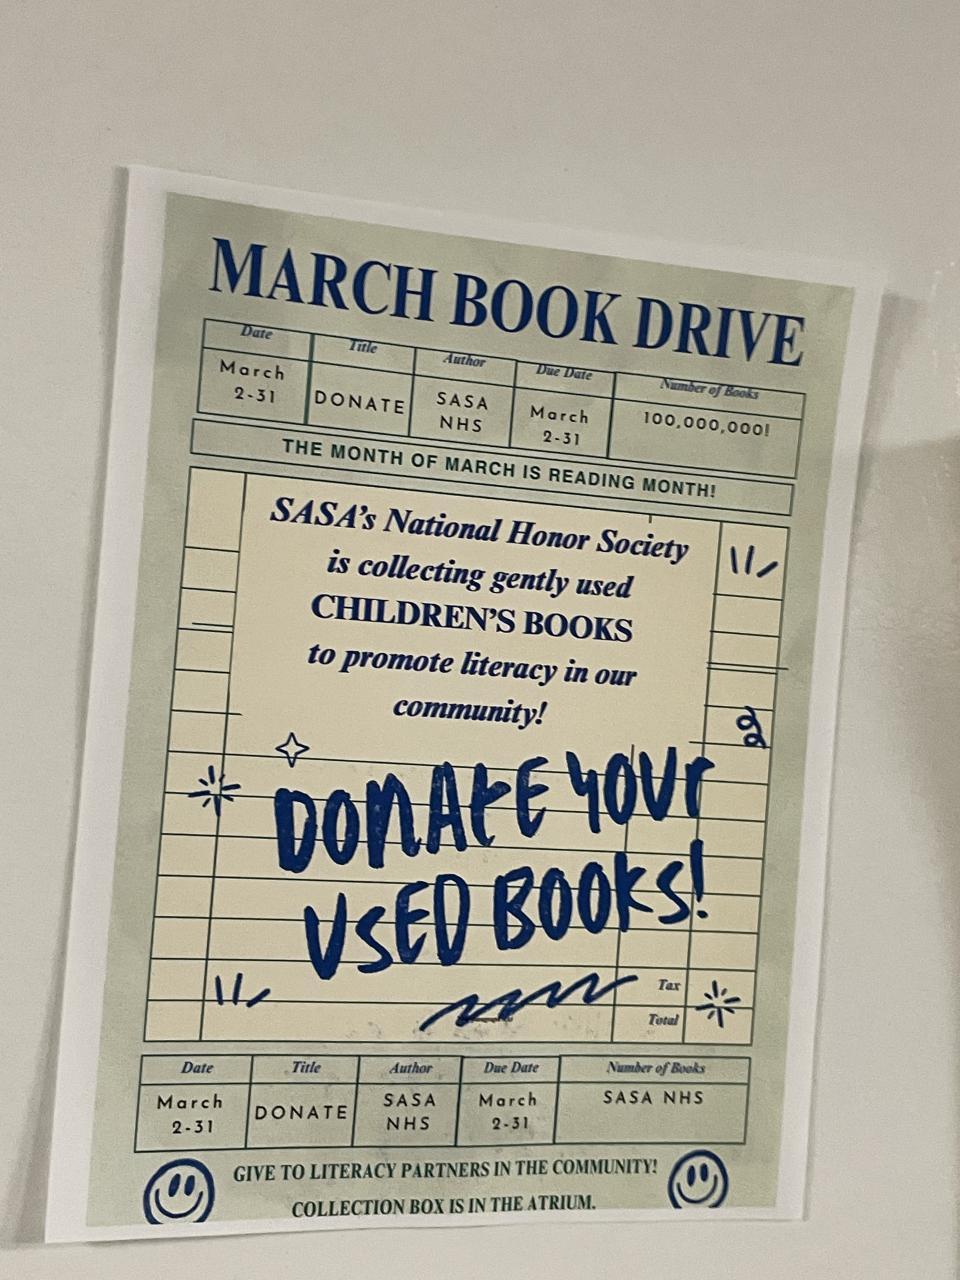 MARCH BOOK DRIVE
Date Title Author Due Date Number of Books
March 2-31 DONATE SASA NHS March 2-31 100,000,000!
THE MONTH OF MARCH IS READING MONTH!
SASA's National Honor Society
is collecting gently used
CHILDREN'S BOOKS
to promote literacy in our
community!
DONATE YOUR
USED BOOKS!
Tax
Total
Date Title Author Due Date Number of Books
March 2-31 DONATE SASA NHS March 2-31 SASA NHS
GIVE TO LITERACY PARTNERS IN THE COMMUNITY!
COLLECTION BOX IS IN THE ATRIUM.